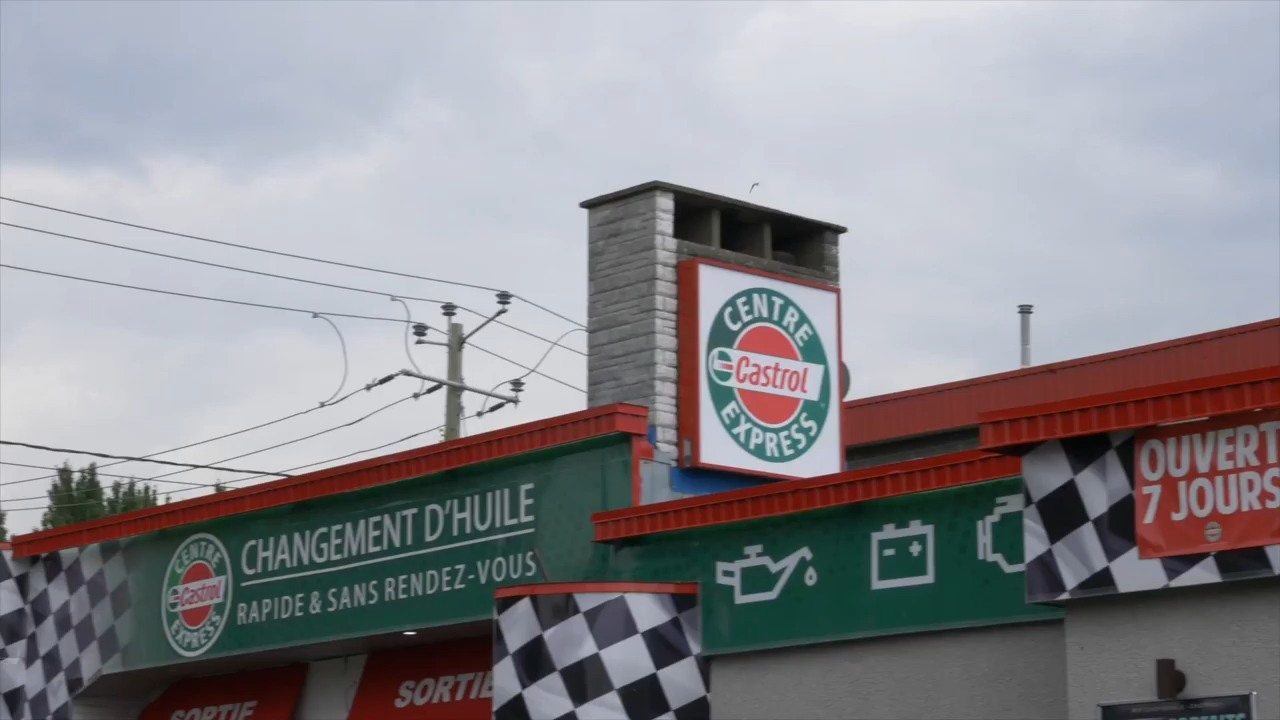 CENTRE
Castrol
EXPRESS
CENTRE
Castrol
EXPRESS
CHANGEMENT D'HUILE
RAPIDE & SANS RENDEZ-VOUS
OUVERT
7 JOURS
SORTIE
SORTIE